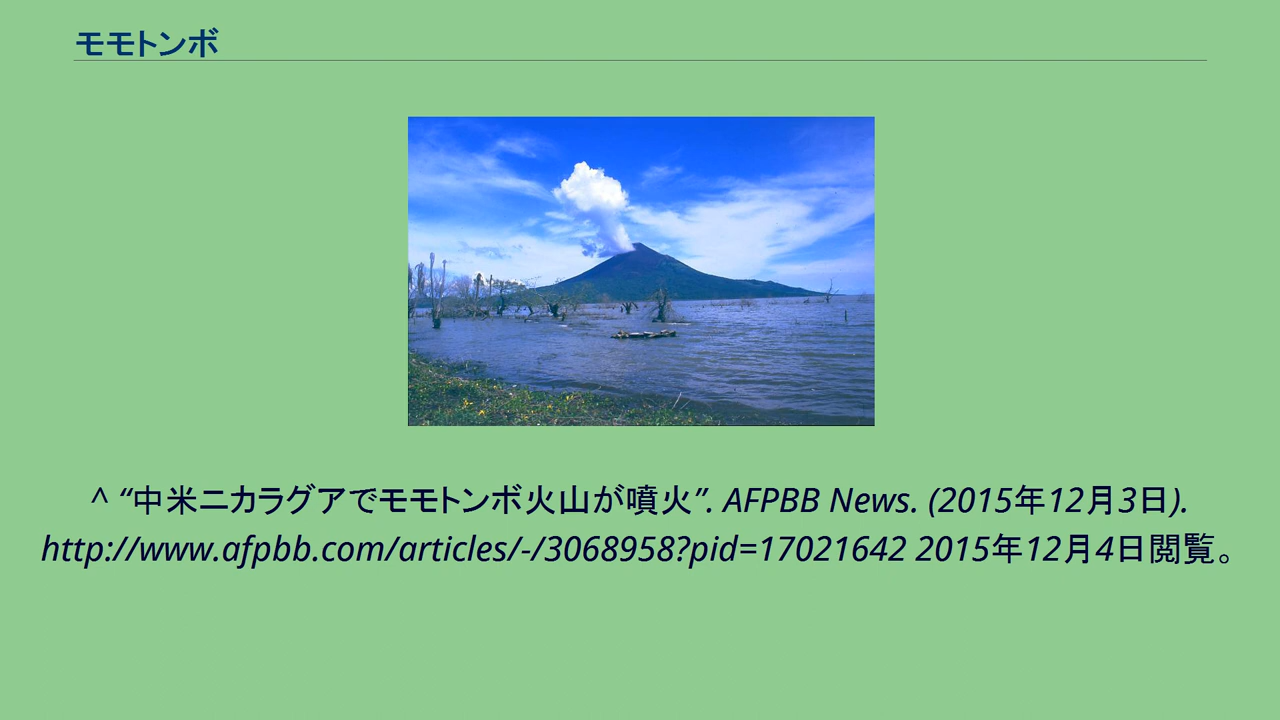 モモトンボ
^ “中米ニカラグアでモモトンボ火山が噴火”. AFPBB News. (2015年12月3日).
http://www.afpbb.com/articles/-/3068958?pid=17021642 2015年12月4日閲覧。